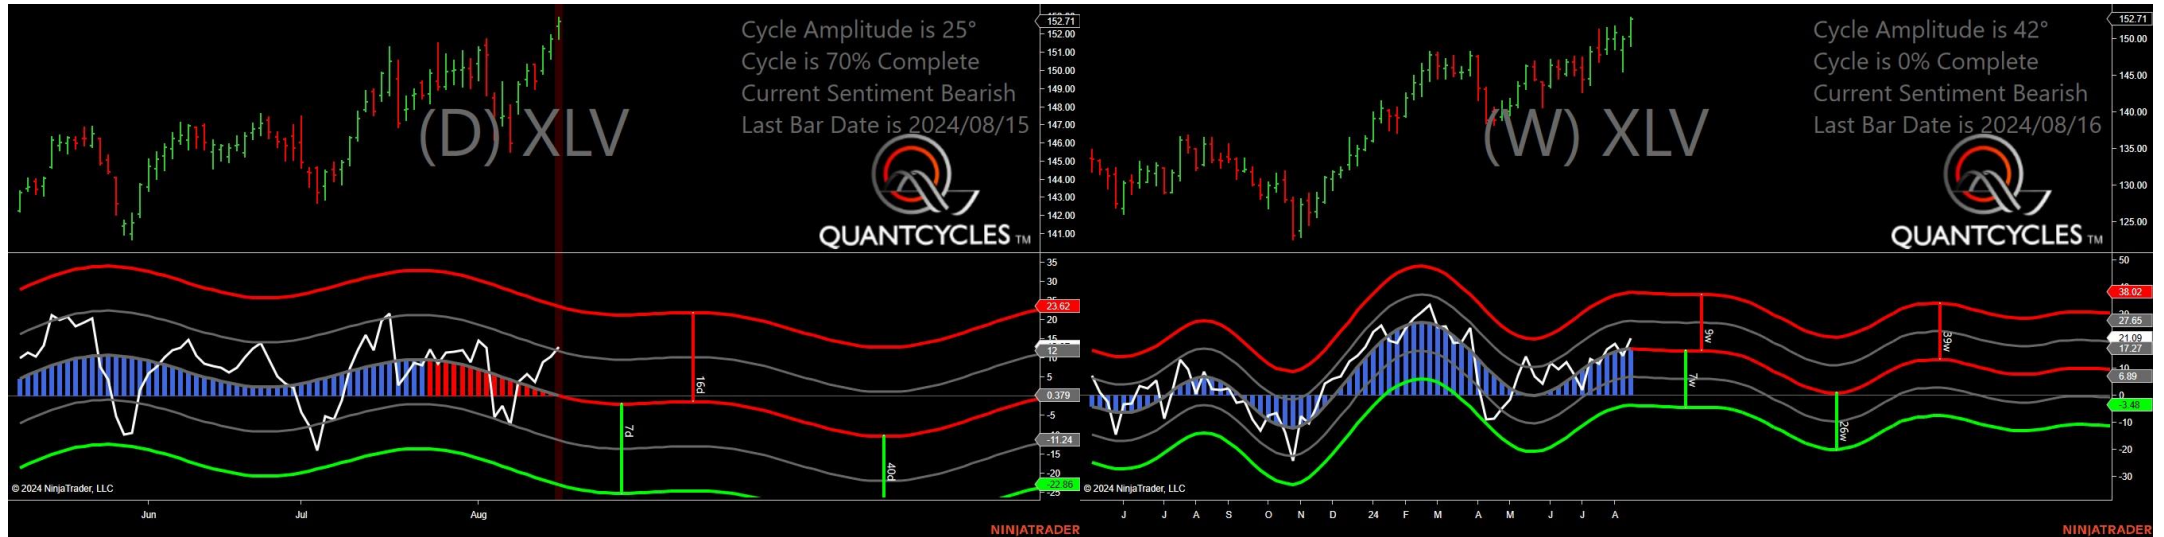 Cycle Amplitude is 25°
Cycle is 70% Complete
Current Sentiment Bearish
Last Bar Date is 2024/08/15
(D) XLV
QUANTCYCLES TM
152.71
152.00
151.00
150.00
149.00
148.00
147.00
146.00
145.00
144.00
143.00
142.00
141.00
35
30
23.62
20
15
12
5
0.379
-5
-11.24
-15
-20
-22.86
-25
16d
7d
40d
© 2024 NinjaTrader, LLC
Jun
Jul
Aug
NINJATRADER
Cycle Amplitude is 42°
Cycle is 0% Complete
Current Sentiment Bearish
Last Bar Date is 2024/08/16
(W) XLV
QUANTCYCLES TM
152.71
150.00
145.00
140.00
135.00
130.00
125.00
50
38.02
27.65
21.09
17.27
10
6.89
0
-3.48
-10
-20
-30
9w
7w
39w
26w
© 2024 NinjaTrader, LLC
J J A S O N D 24 F M A M J J A
NINJATRADER